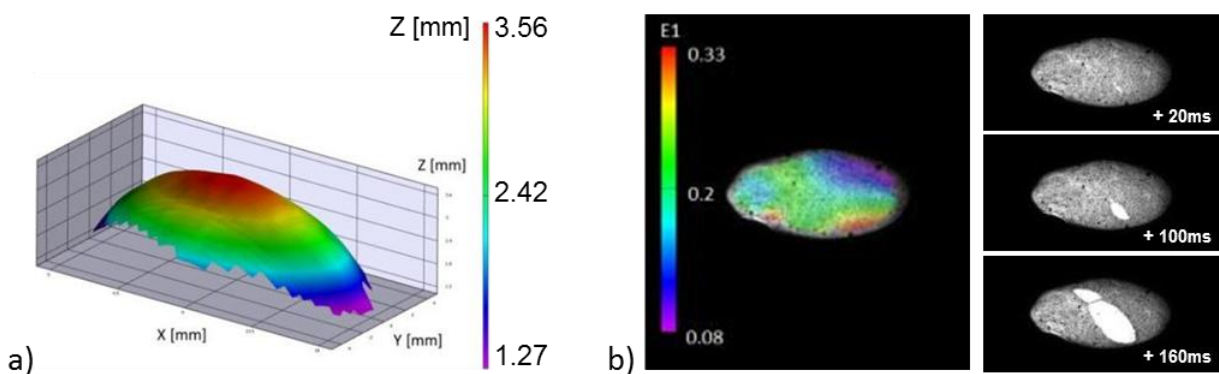 Z [mm]
3.56
2.42
1.27
Z [mm]
X [mm]
Y [mm]
a)
E1
0.33
0.2
0.08
b)
+ 20ms
+ 100ms
+ 160ms